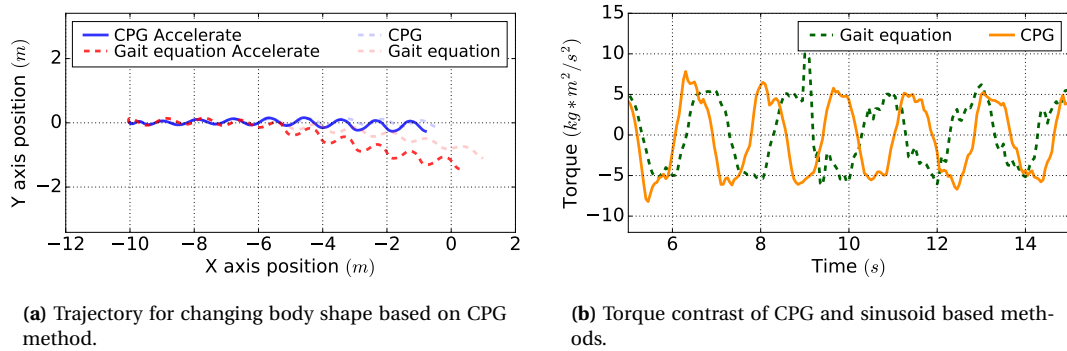 CPG Accelerate
Gait equation Accelerate
CPG
Gait equation
Y axis position (m)
2
0
−2
−12 −10 −8 −6 −4 −2 0 2
X axis position (m)
(a) Trajectory for changing body shape based on CPG
method.
Gait equation
CPG
Torque (kg ∗ m²/s²)
15
10
5
0
−5
−10
6 8 10 12 14
Time (s)
(b) Torque contrast of CPG and sinusoid based meth-
ods.